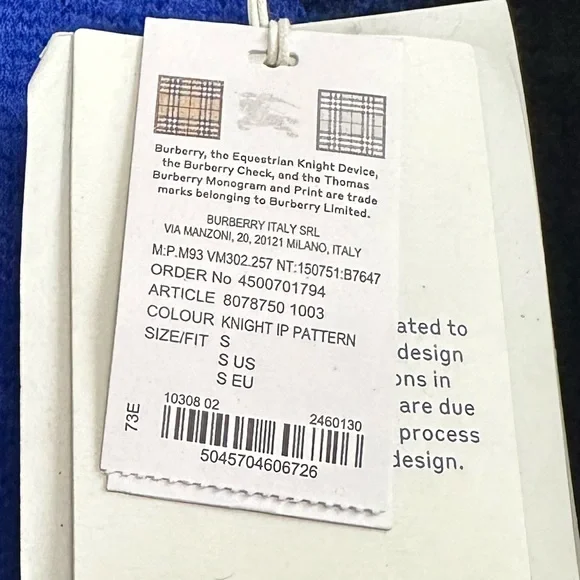 Burberry, the Equestrian Knight Device,
the Burberry Check, and the Thomas
Burberry Monogram and Print are trade
marks belonging to Burberry Limited.
BURBERRY ITALY SRL
VIA MANZONI, 20, 20121 MILANO, ITALY
M:P.M93 VM302.257 NT:150751:B7647
ORDER No 4500701794
ARTICLE 8078750 1003
COLOUR KNIGHT IP PATTERN
SIZE/FIT S
S US
S EU
73E
10308 02 2460130
5045704606726
ated to
design
ons in
are due
process
design.